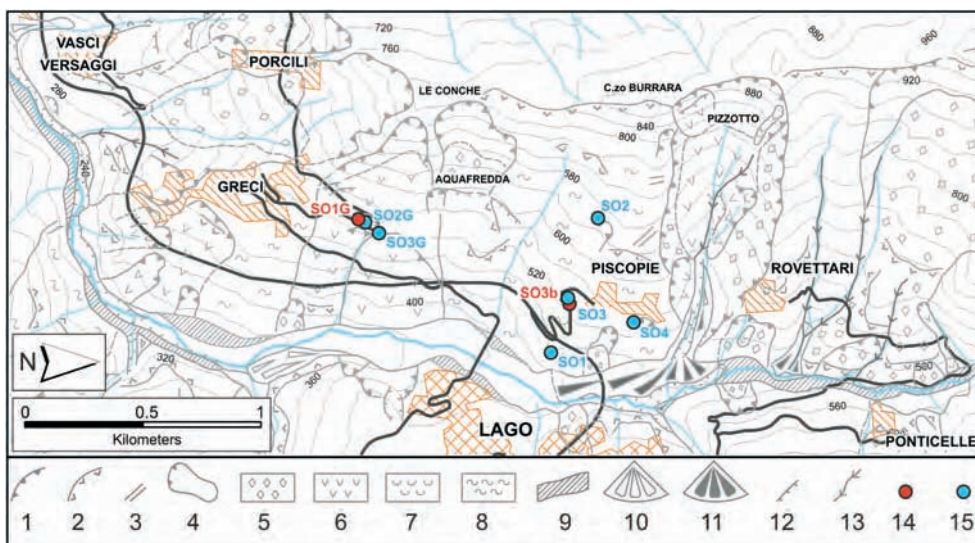 720
760
880
960
VASCI
VERSAGGI
PORCILI
280
LE CONCHE
C.zo BURRARA
880
920
840
800
PIZZOTTO
240
GRECI
AQUAFREDDA
580
800
SO1G
SO2G
SO2
SO3G
600
PISCOPIE
ROVETTARI
520
400
SO3b
SO3
SO4
SO1
N
320
360
560
560
0 0.5 1
Kilometers
LAGO
PONTICELLE
1 2 3 4 5 6 7 8 9 10 11 12 13 14 15